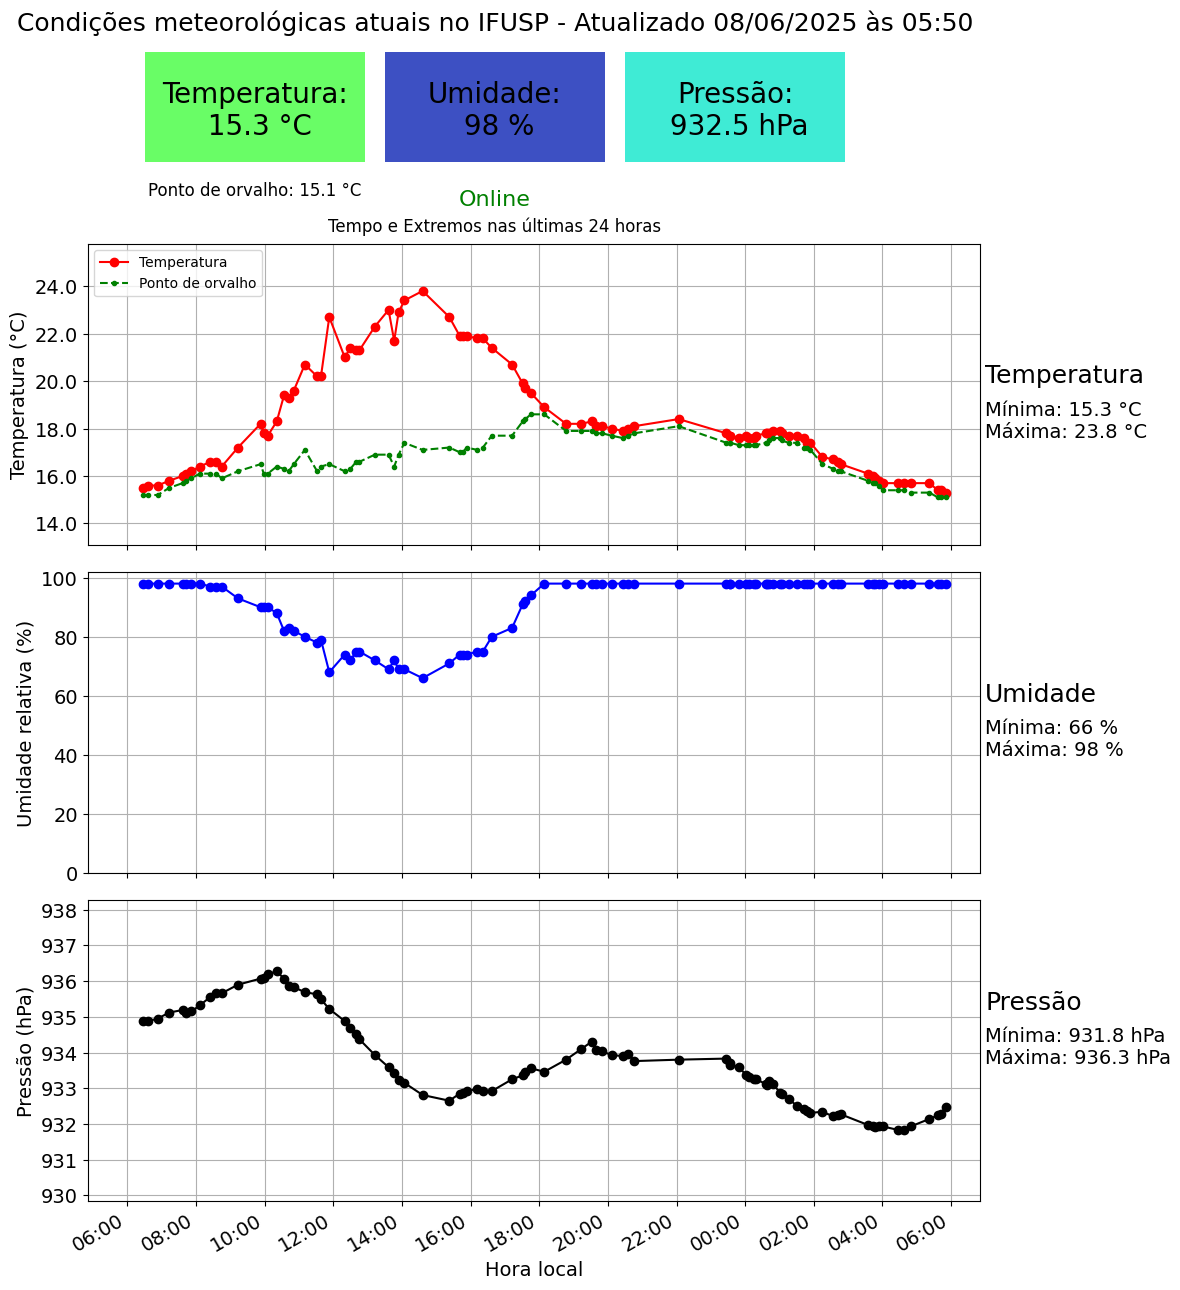 Condições meteorológicas atuais no IFUSP - Atualizado 08/06/2025 às 05:50
Temperatura:
15.3 °C
Umidade:
98 %
Pressão:
932.5 hPa
Ponto de orvalho: 15.1 °C
Online
Tempo e Extremos nas últimas 24 horas
Temperatura
Ponto de orvalho
Temperatura (°C)
24.0
22.0
20.0
18.0
16.0
14.0
Temperatura
Mínima: 15.3 °C
Máxima: 23.8 °C
Umidade relativa (%)
100
80
60
40
20
0
Umidade
Mínima: 66 %
Máxima: 98 %
Pressão (hPa)
938
937
936
935
934
933
932
931
930
Pressão
Mínima: 931.8 hPa
Máxima: 936.3 hPa
06:00 08:00 10:00 12:00 14:00 16:00 18:00 20:00 22:00 00:00 02:00 04:00 06:00
Hora local